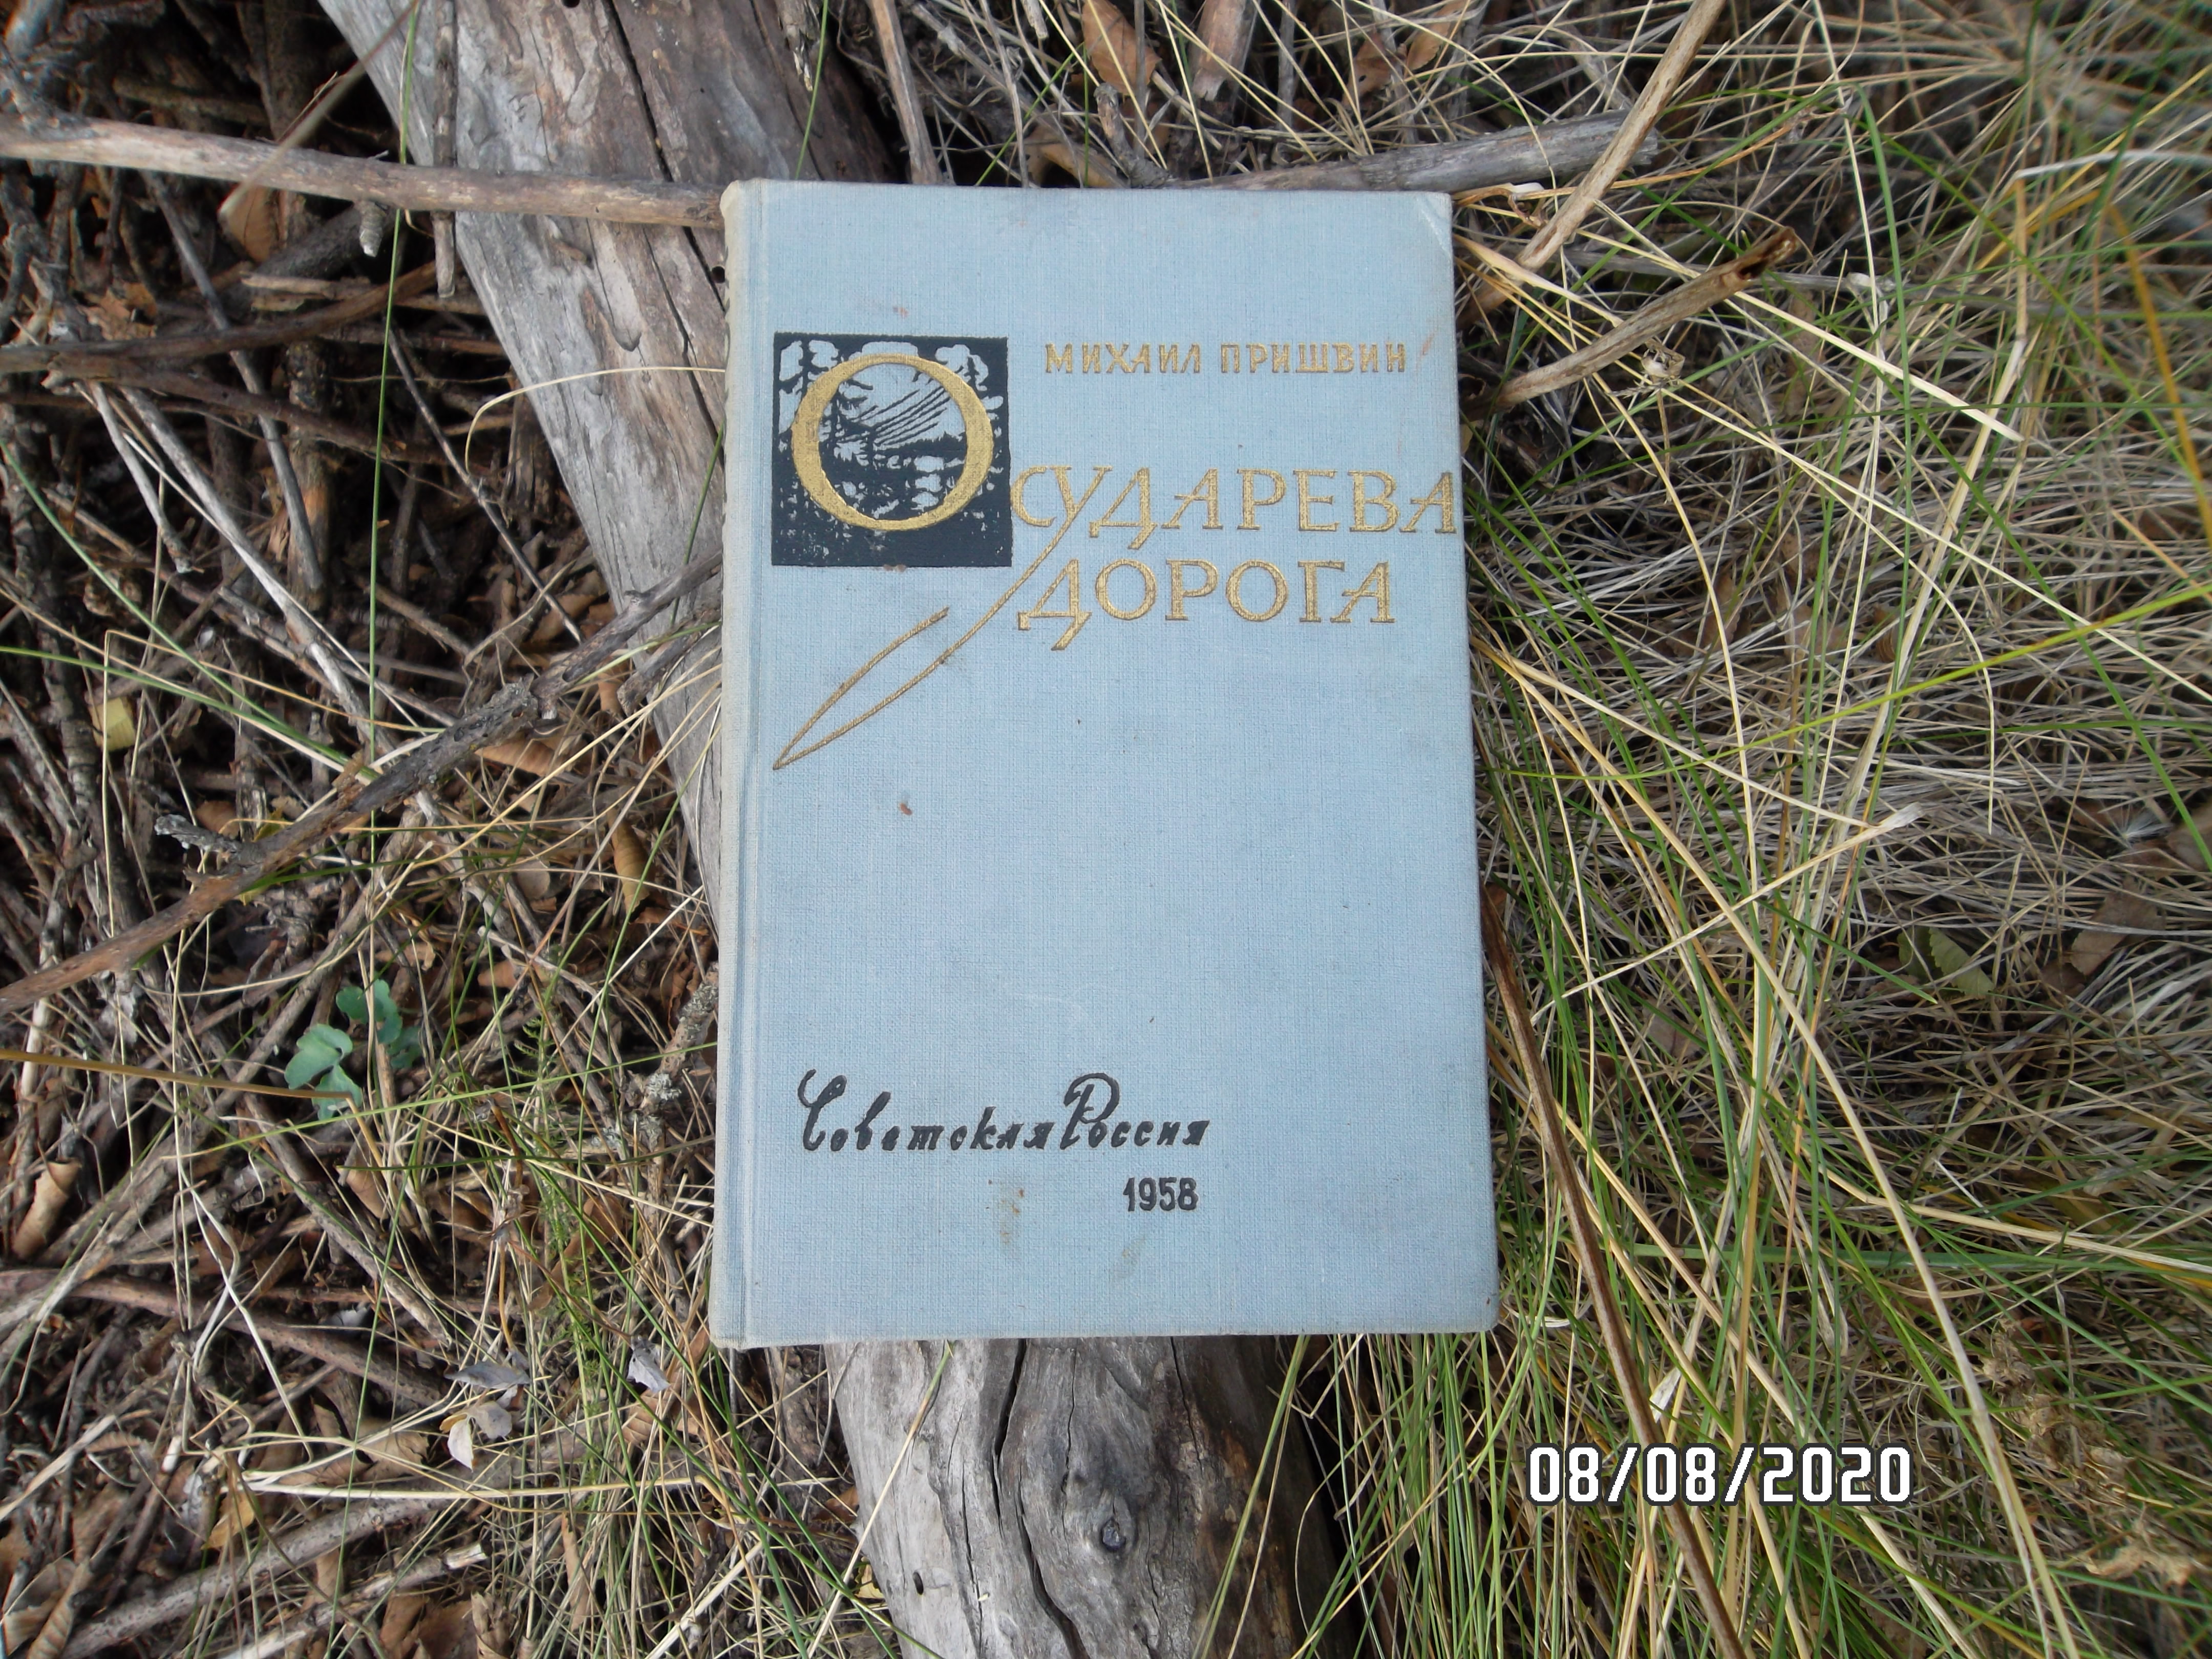 МИХАИЛ ПРИШВИН
ОСУДАРЕВА
ДОРОГА
Советская Россия
1958
08/08/2020